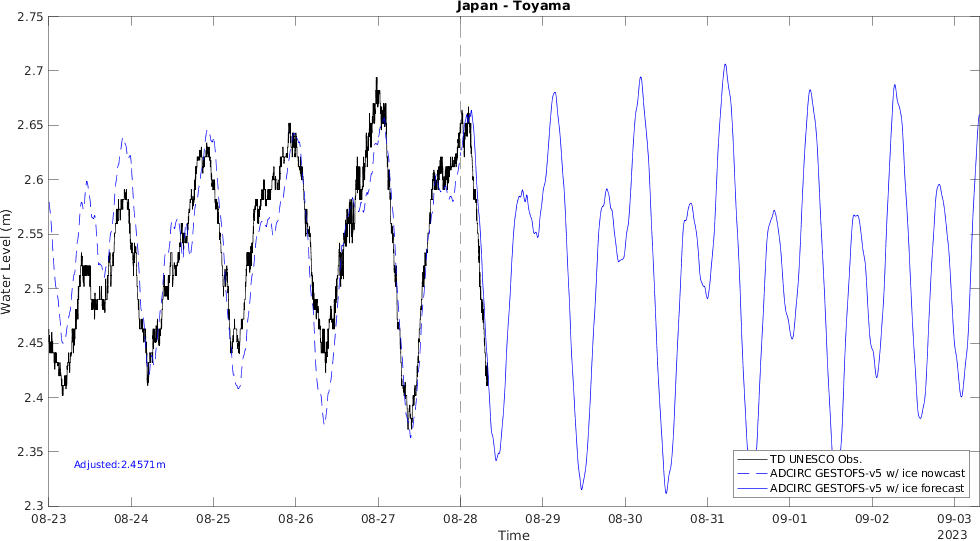 Japan - Toyama
2.75
2.7
2.65
2.6
2.55
2.5
2.45
2.4
2.35
2.3
Water Level (m)
Adjusted:2.4571m
TD UNESCO Obs.
ADCIRC GESTOFS-v5 w/ ice nowcast
ADCIRC GESTOFS-v5 w/ ice forecast
08-23 08-24 08-25 08-26 08-27 08-28 08-29 08-30 08-31 09-01 09-02 09-03
Time
2023